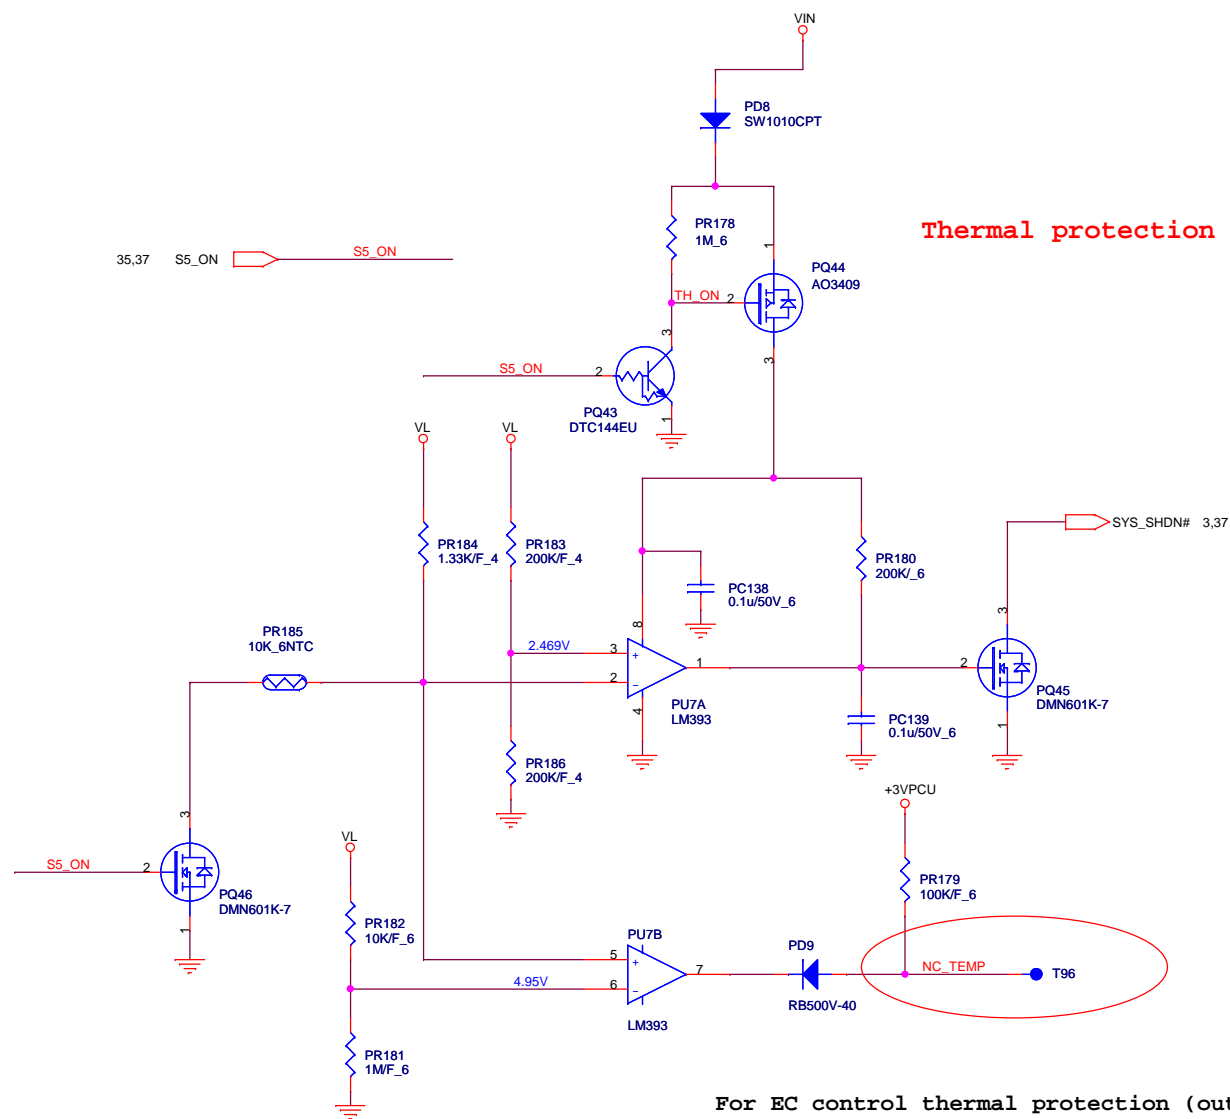 VIN
PD8
SW1010CPT
PR178
1M_6
Thermal protection
35,37 S5_ON
S5_ON
1
PQ44
AO3409
TH_ON
2
3
3
S5_ON
2
PQ43
DTC144EU
1
VL
VL
SYS_SHDN# 3,37
PR184
1.33K/F_4
PR183
200K/F_4
PR180
200K/_6
PC138
0.1u/50V_6
3
8
PR185
10K_6NTC
2.469V
3
+
1
2
-
2
PU7A
LM393
PQ45
DMN601K-7
4
1
PC139
0.1u/50V_6
PR186
200K/F_4
+3VPCU
3
VL
S5_ON
2
PR179
100K/F_6
PQ46
DMN601K-7
1
PR182
10K/F_6
PU7B
PD9
5
+
7
NC_TEMP
T96
4.95V
6
-
RB500V-40
LM393
PR181
1M/F_6
For EC control thermal protection (out